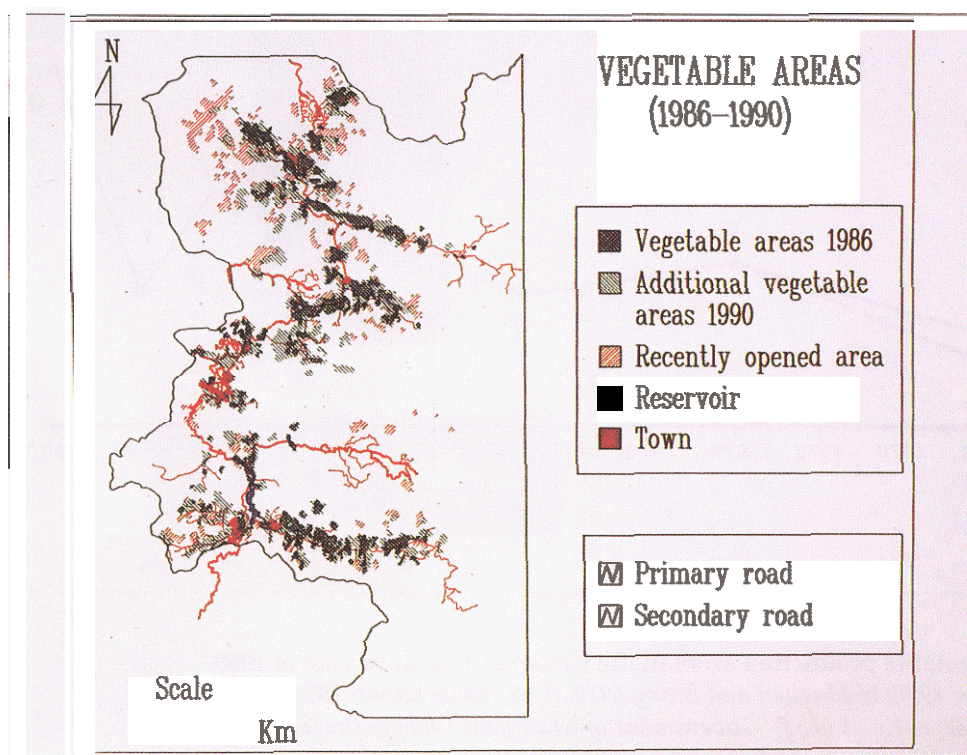 N
VEGETABLE AREAS
(1986–1990)
Vegetable areas 1986
Additional vegetable
areas 1990
Recently opened area
Reservoir
Town
Primary road
Secondary road
Scale
Km